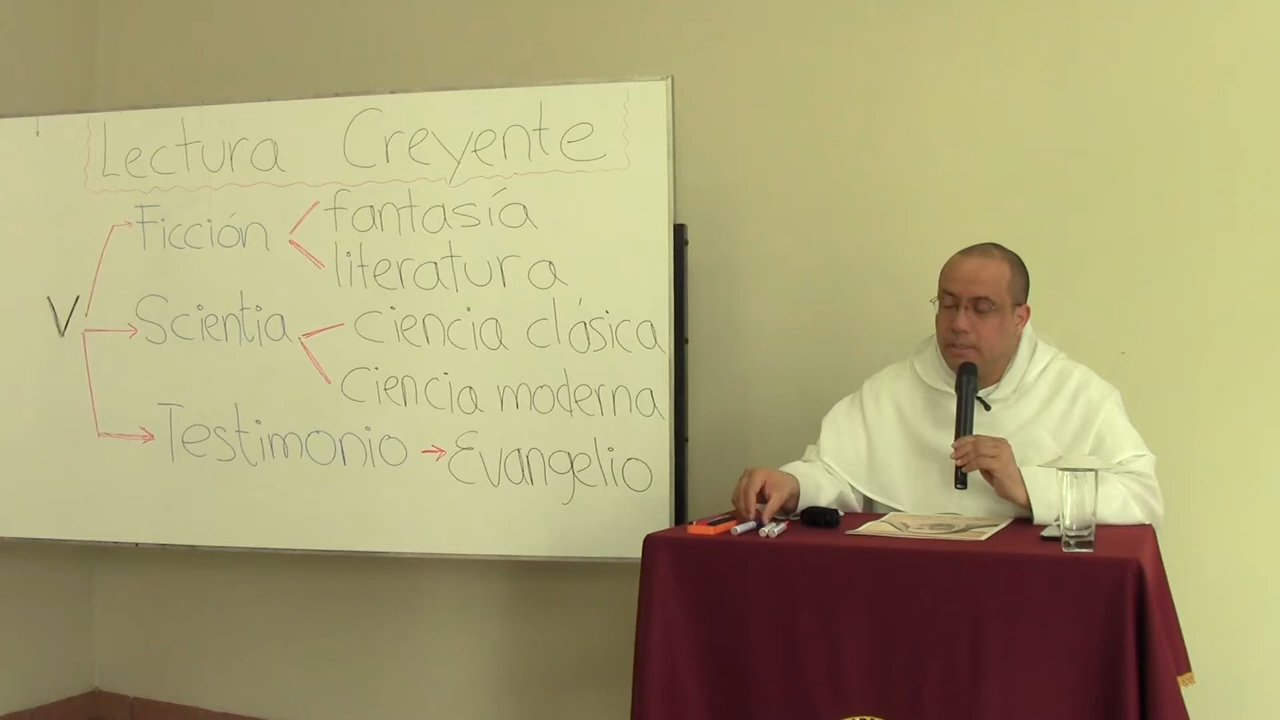 Lectura Creyente
Ficción
fantasía
literatura
V
Scientia
ciencia clásica
ciencia moderna
Testimonio → Evangelio